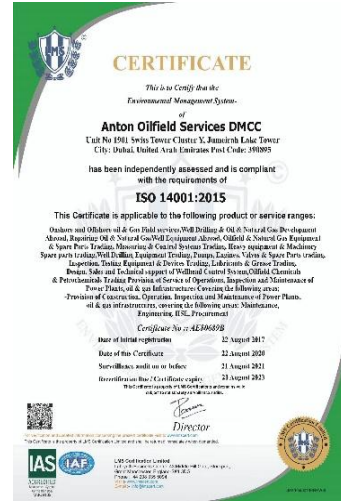 LMS
CERTIFICATE
This is to Certify that the
Environmental Management System-
of
Anton Oilfield Services DMCC
Unit No 1901 Swiss Tower Cluster Y, Jumeirah Lake Tower
City: Dubai, United Arab Emirates Post Code:
has been independently assessed and is compliant
with the requirements of
ISO 14001:2015
This Certificate is applicable to the following product or service ranges:
Onshore and Offshore oil & Gas Field services, Well Drilling & Oil & Natural Gas Development
Abroad, Repairing Oil & Natural Gas Well Equipment Abroad, Oilfield & Natural Gas Equipment
& Spare Parts Trading, Measuring & Control Systems Trading, Heavy equipment & Machinery
Spare parts trading, Well Drilling Equipment Trading, Pumps, Engines, Valves & Spare Parts trading,
Inspection, Testing Equipment & Devices Trading, Lubricants & Grease Trading,
Design, Sales and Technical support of Wellhead Control System, Oilfield Chemicals
& Petrochemicals Trading Provision of Service of Operations, Inspection and Maintenance of
Power Plants, oil & gas Infrastructures Covering the following areas;
-Provision of Construction, Operation, Inspection and Maintenance of Power Plants,
oil & gas infrastructures, covering the following areas: Maintenance,
Engineering, HSE, Procurement
Certificate No :: AE30689B
Date of initial registration 22 August 2017
Date of this Certificate 22 August 2020
Surveillance audit on or before 21 August 2021
Recertification Due / Certificate expiry 21 August 2023
Director
IAS
IAF
LMS Certification Limited